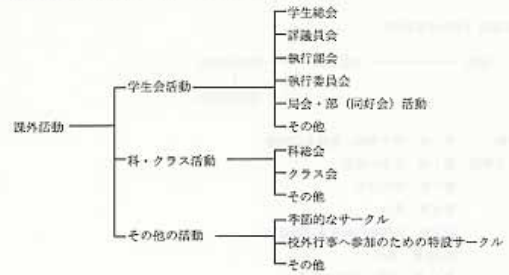 課外活動
学生会活動
学生総会
評議員会
執行部会
執行委員会
局会・部（同好会）活動
その他
科・クラス活動
科総会
クラス会
その他
その他の活動
季節的なサークル
校外行事へ参加のための特設サークル
その他